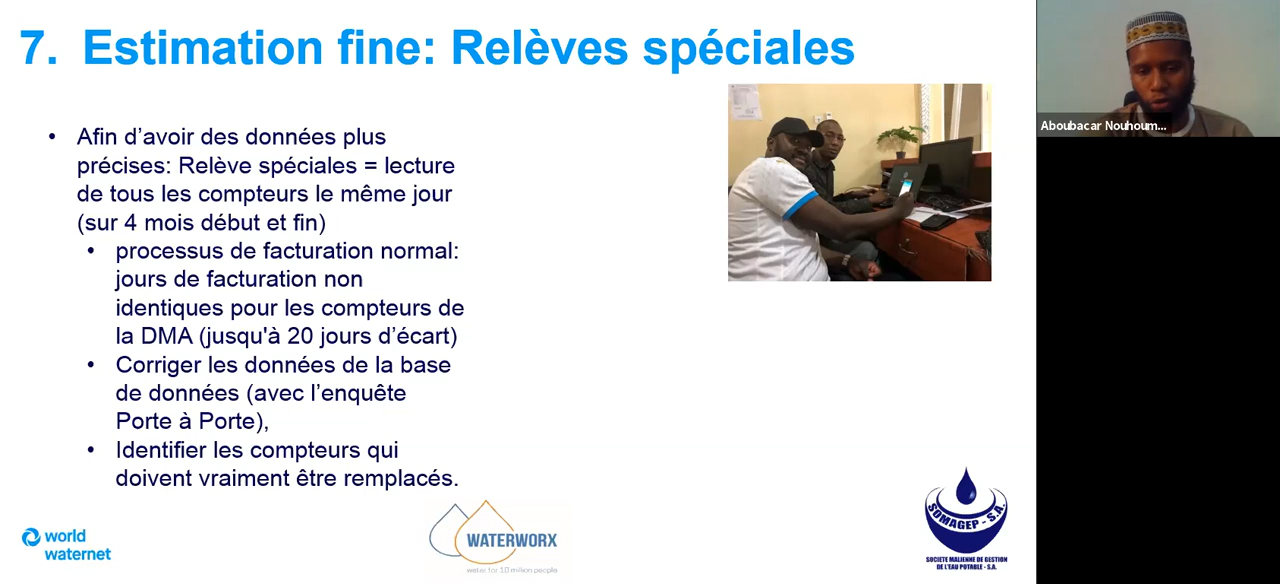 7. Estimation fine: Relèves spéciales
• Afin d’avoir des données plus
précises: Relève spéciales = lecture
de tous les compteurs le même jour
(sur 4 mois début et fin)
• processus de facturation normal:
jours de facturation non
identiques pour les compteurs de
la DMA (jusqu'à 20 jours d’écart)
• Corriger les données de la base
de données (avec l’enquête
Porte à Porte),
• Identifier les compteurs qui
doivent vraiment être remplacés.
Aboubacar Nouhoum...
world
waternet
WATERWORX
water for 10 million people
SOMAGEP - S.A.
SOCIETE MALIENNE DE GESTION
DE L'EAU POTABLE - S.A.